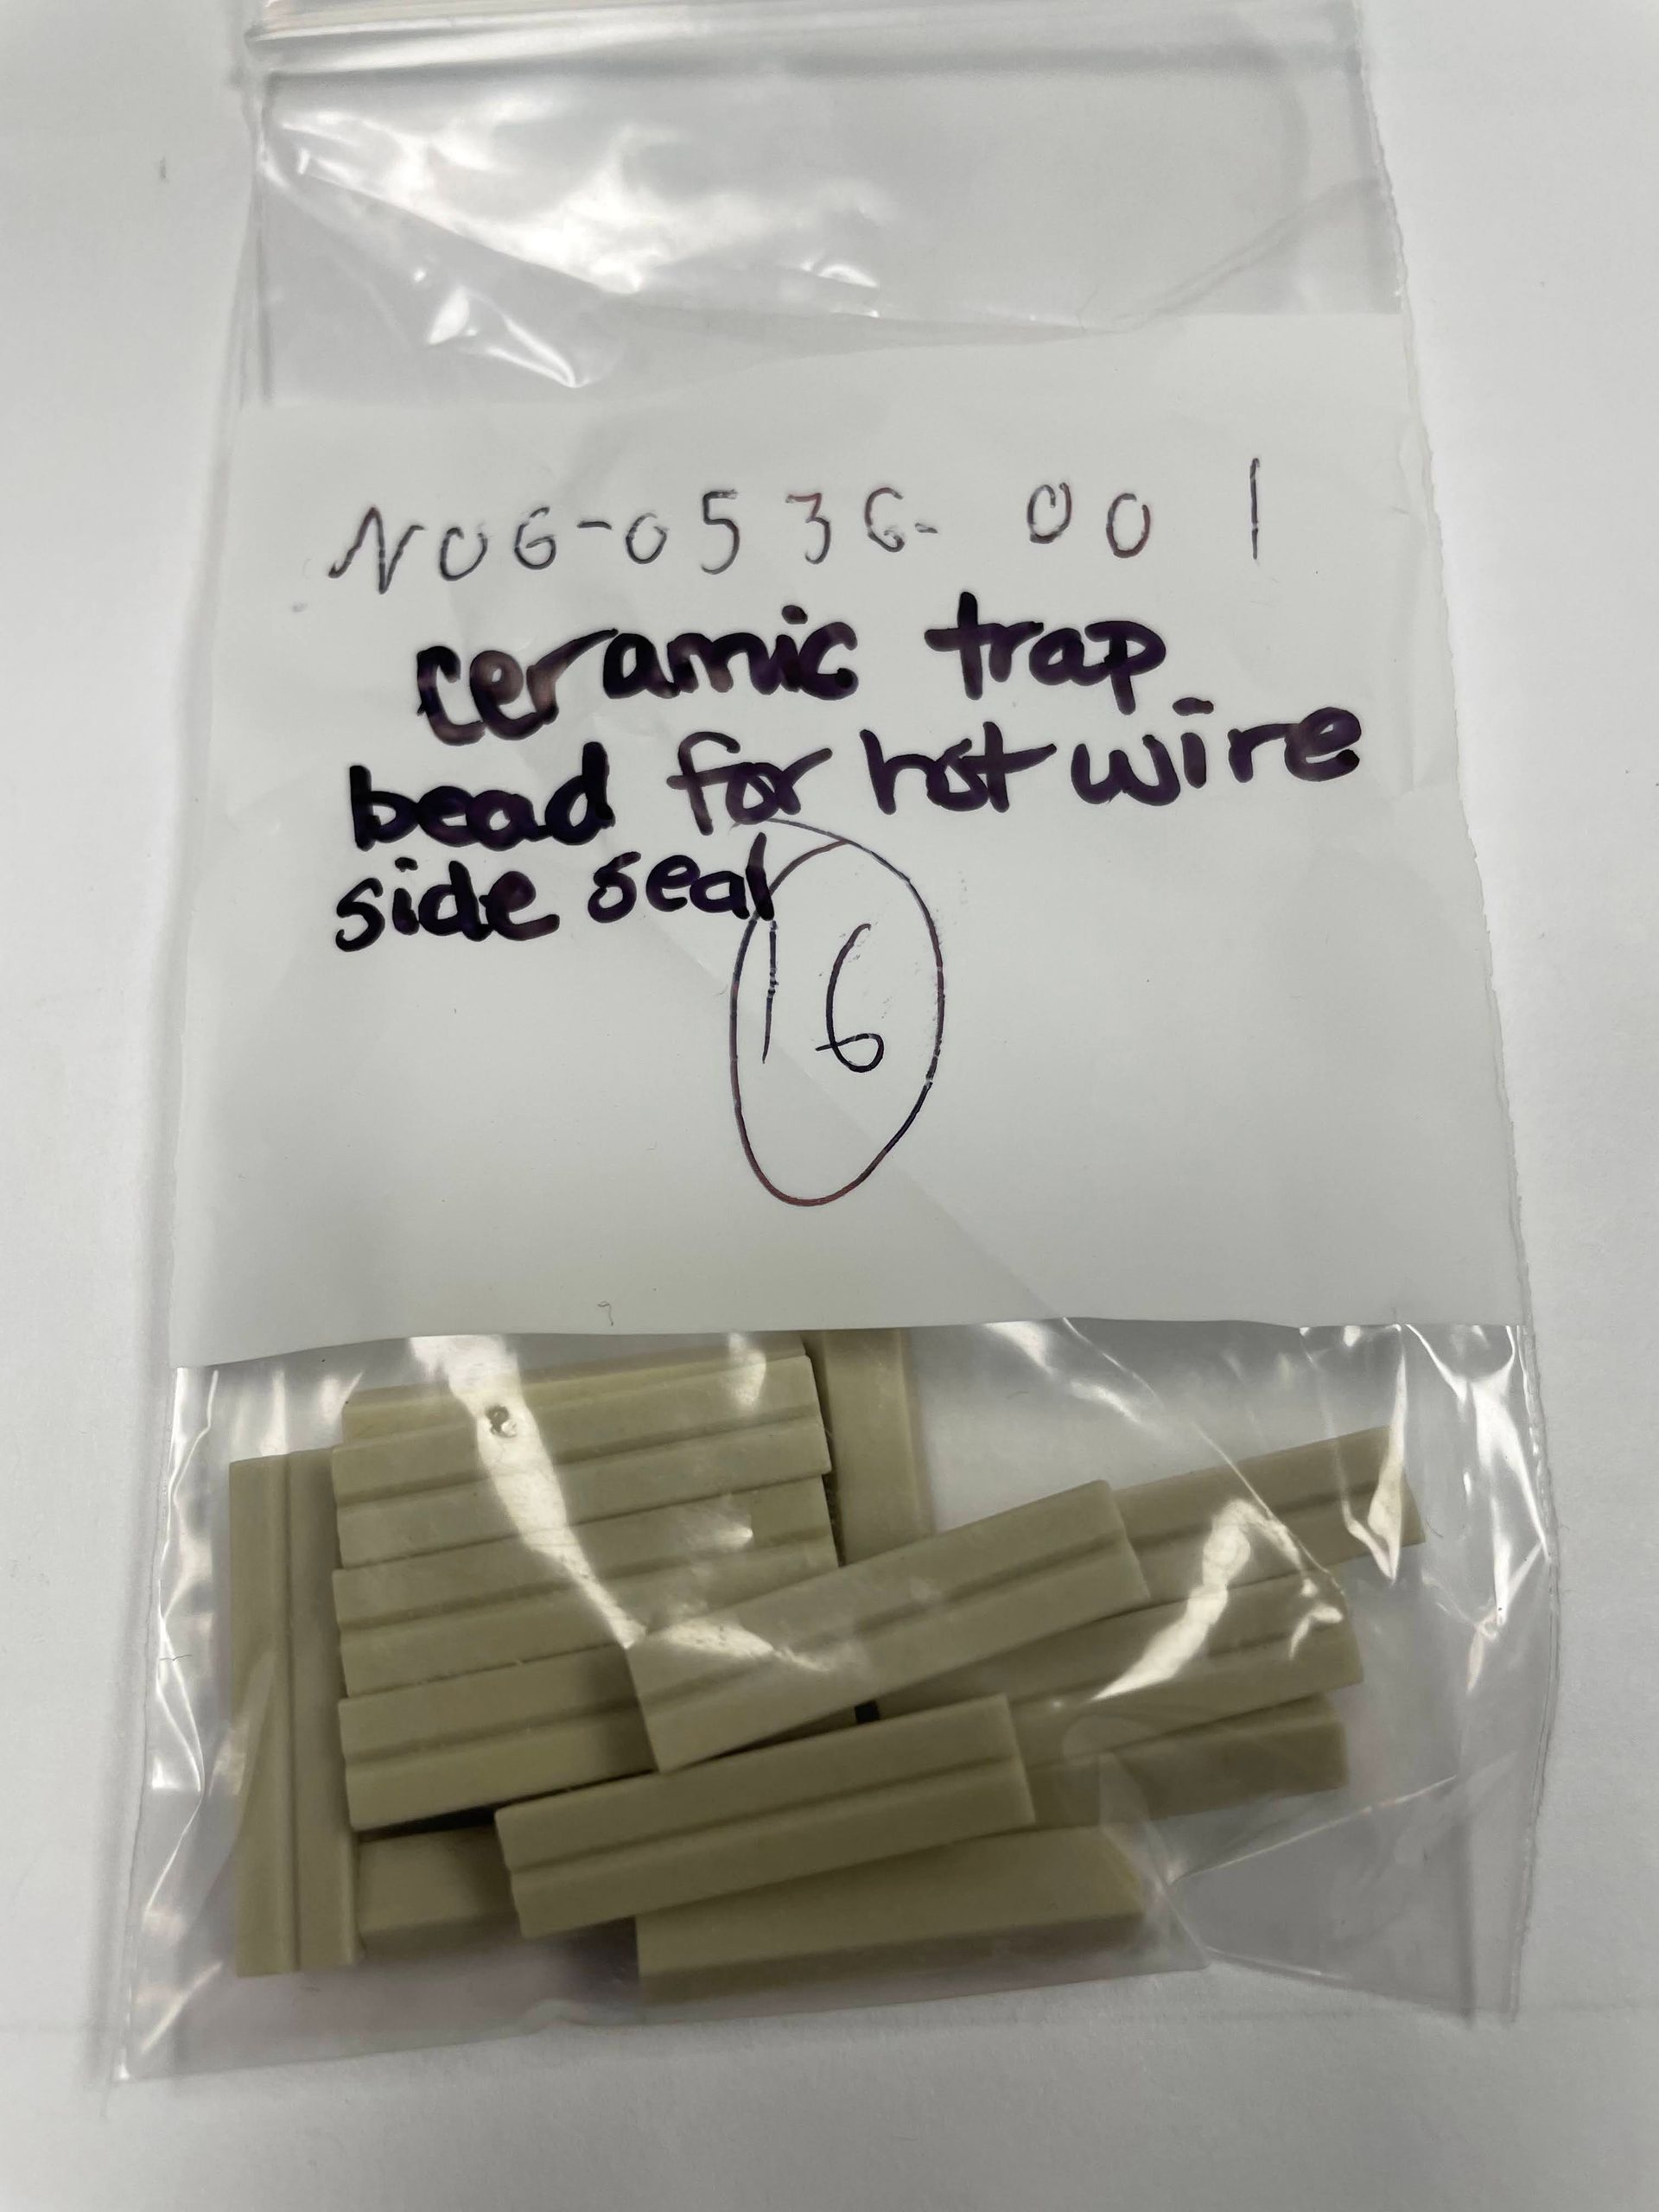 N06-0536-001
ceramic trap
bead for hot wire
side seal
16